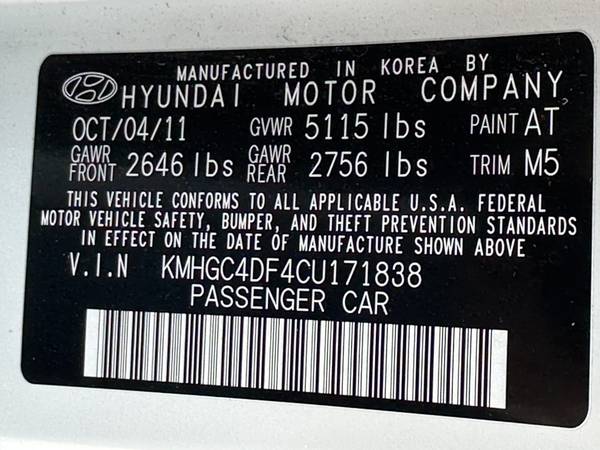 MANUFACTURED IN KOREA BY
HYUNDAI MOTOR COMPANY
OCT/04/11 GVWR 5115 lbs PAINT AT
GAWR FRONT 2646 lbs GAWR REAR 2756 lbs TRIM M5
THIS VEHICLE CONFORMS TO ALL APPLICABLE U.S.A. FEDERAL
MOTOR VEHICLE SAFETY, BUMPER, AND THEFT PREVENTION STANDARDS
IN EFFECT ON THE DATE OF MANUFACTURE SHOWN ABOVE
V.I.N KMHGC4DF4CU171838
PASSENGER CAR